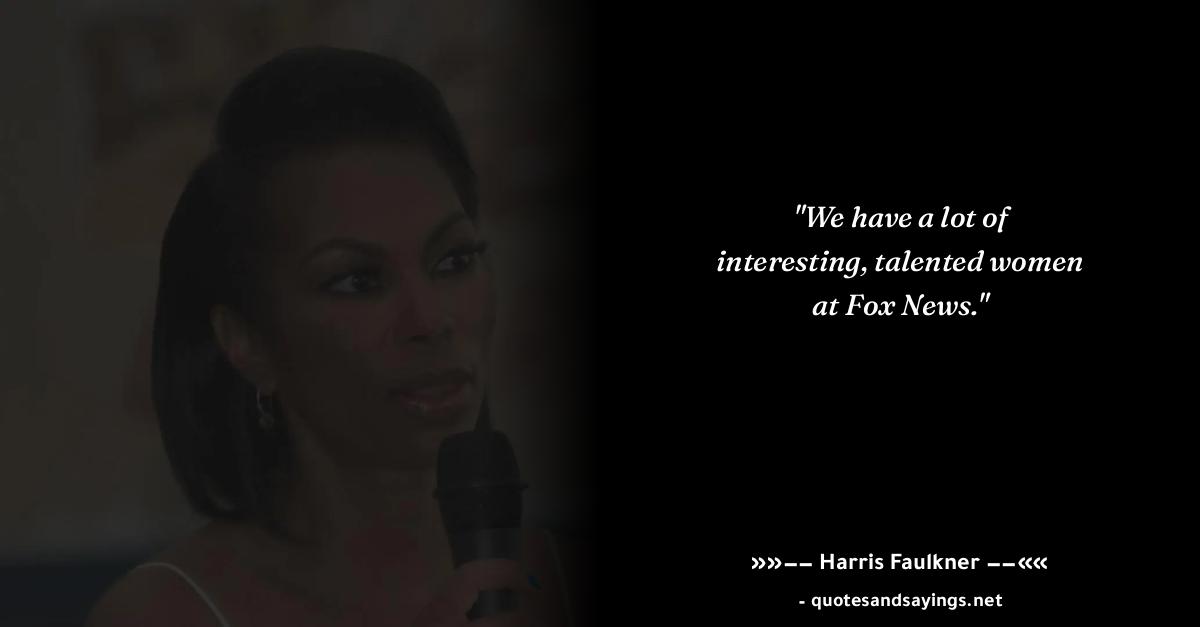 "We have a lot of
interesting, talented women
at Fox News."
»»−− Harris Faulkner −−««
- quotesandsayings.net